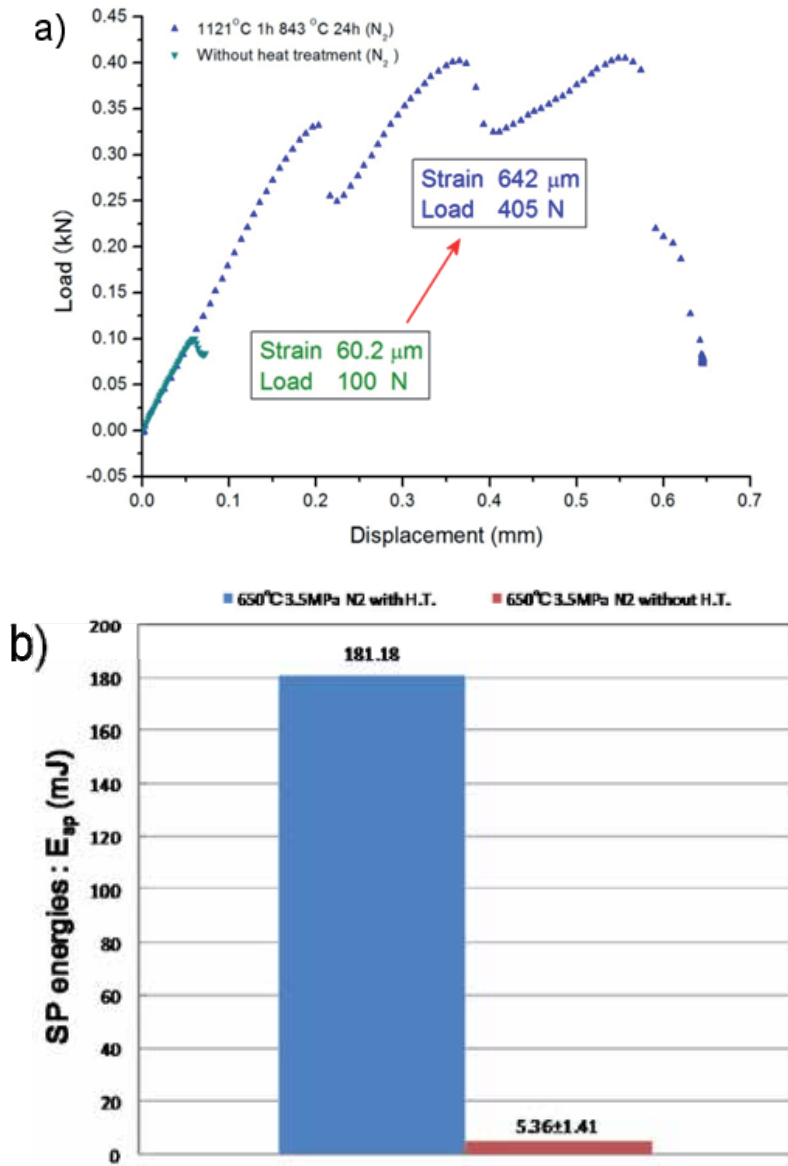 a)
1121°C 1h 843 °C 24h (N₂)
Without heat treatment (N₂ )
0.45
0.40
0.35
0.30
0.25
0.20
0.15
0.10
0.05
0.00
-0.05
Load (kN)
Strain 642 μm
Load 405 N
Strain 60.2 μm
Load 100 N
0.0 0.1 0.2 0.3 0.4 0.5 0.6 0.7
Displacement (mm)
650°C 3.5MPa N2 with H.T. 650°C 3.5MPa N2 without H.T.
b)
200
180
160
140
120
100
80
60
40
20
0
SP energies : Esp (mJ)
181.18
5.36±1.41